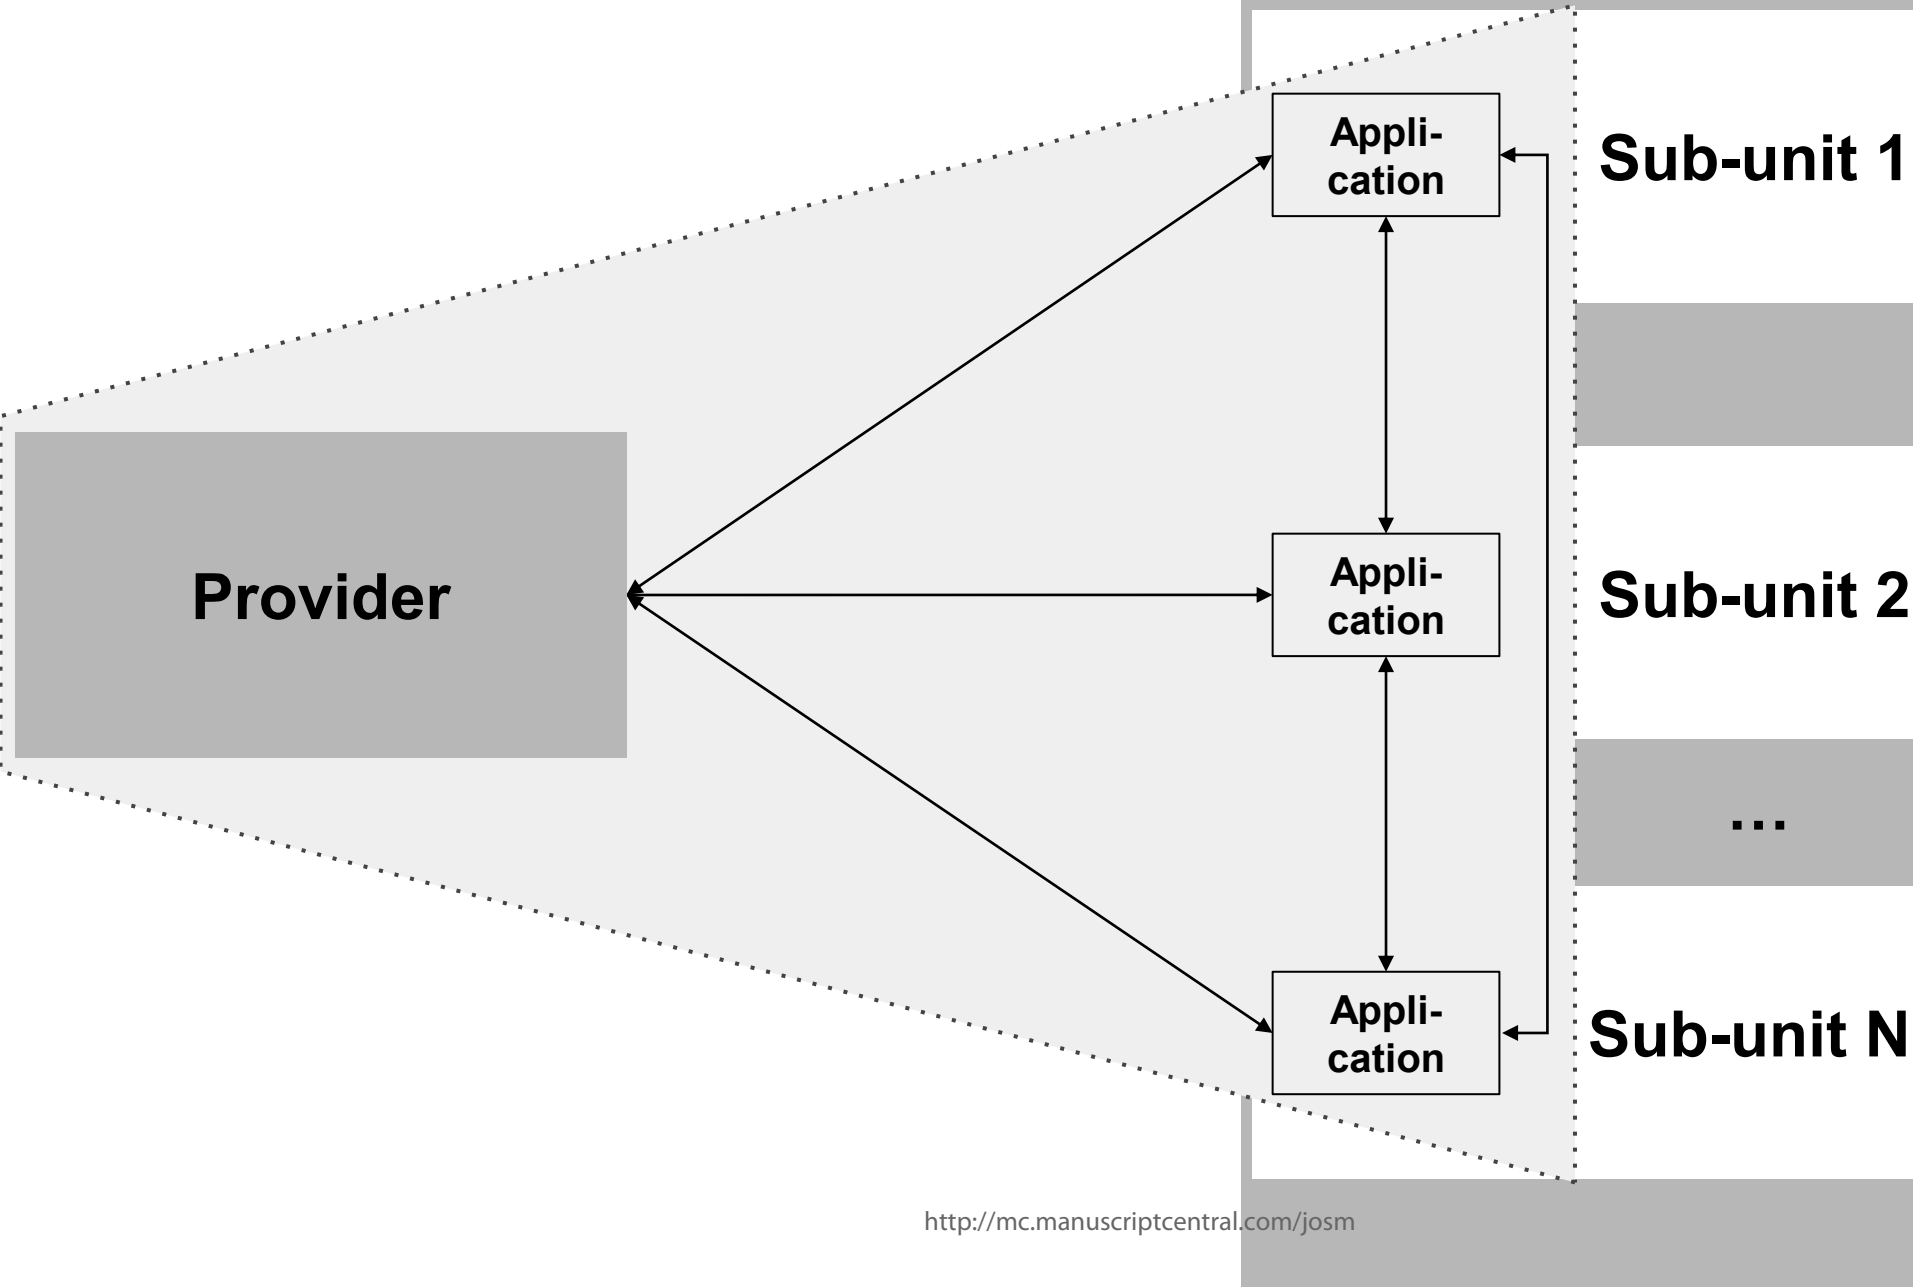 Appli-
cation
Sub-unit 1
Provider
Appli-
cation
Sub-unit 2
...
Appli-
cation
Sub-unit N
http://mc.manuscriptcentral.com/josm